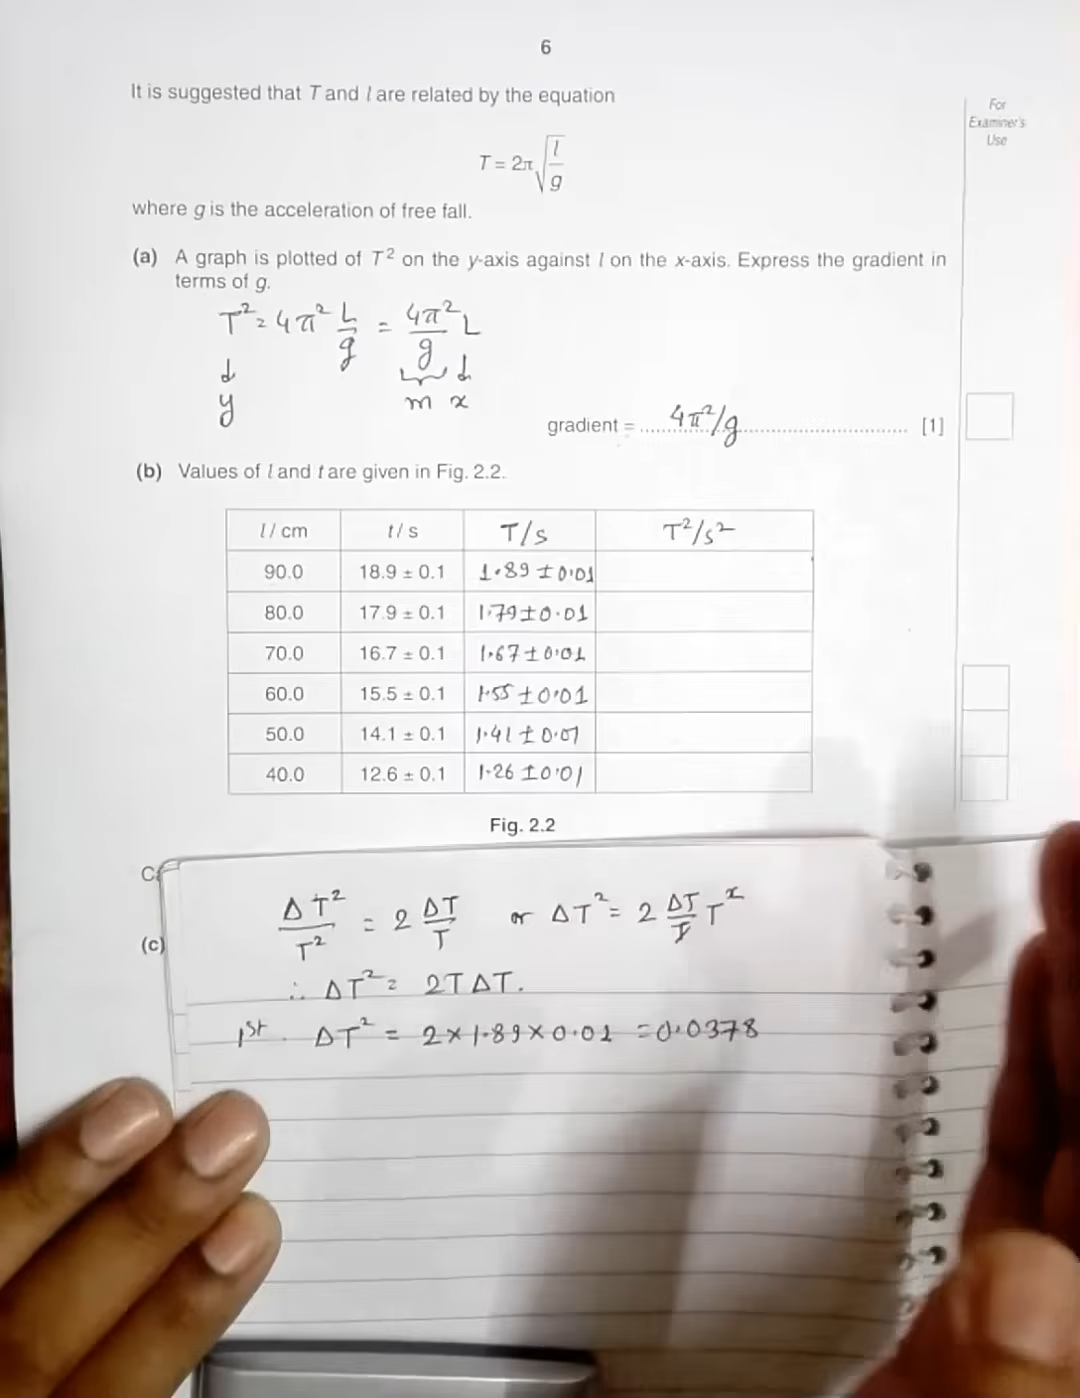 6
It is suggested that T and l are related by the equation
For
Examiner's
Use
T = 2π√(l/g)
where g is the acceleration of free fall.
(a) A graph is plotted of T² on the y-axis against l on the x-axis. Express the gradient in
terms of g.
T² = 4π² L/g = 4π²/g L
y m x
gradient = ..... 4π²/g ..... [1]
(b) Values of l and t are given in Fig. 2.2.
l / cm t / s T/s T²/s²
90.0 18.9 ± 0.1 1.89 ± 0.01
80.0 17.9 ± 0.1 1.79 ± 0.01
70.0 16.7 ± 0.1 1.67 ± 0.01
60.0 15.5 ± 0.1 1.55 ± 0.01
50.0 14.1 ± 0.1 1.41 ± 0.01
40.0 12.6 ± 0.1 1.26 ± 0.01
Fig. 2.2
ΔT²/T² = 2 ΔT/T or ΔT² = 2 ΔT/T T²
(c)
∴ ΔT² = 2TΔT.
1st. ΔT² = 2×1.89×0.01 = 0.0378